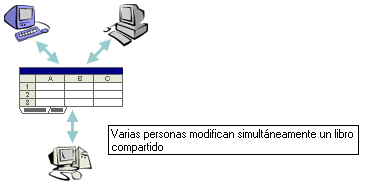 A B C
1
2
3
Varias personas modifican simultáneamente un libro
compartido